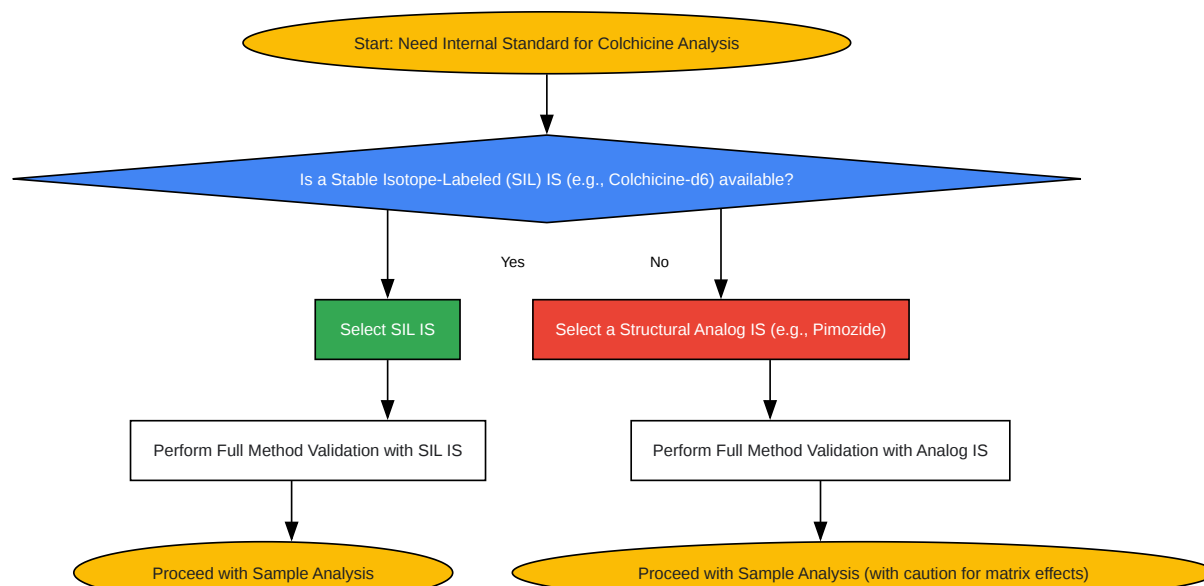 Start: Need Internal Standard for Colchicine Analysis
Is a Stable Isotope-Labeled (SIL) IS (e.g., Colchicine-d6) available?
Yes
No
Select SIL IS
Select a Structural Analog IS (e.g., Pimozide)
Perform Full Method Validation with SIL IS
Perform Full Method Validation with Analog IS
Proceed with Sample Analysis
Proceed with Sample Analysis (with caution for matrix effects)